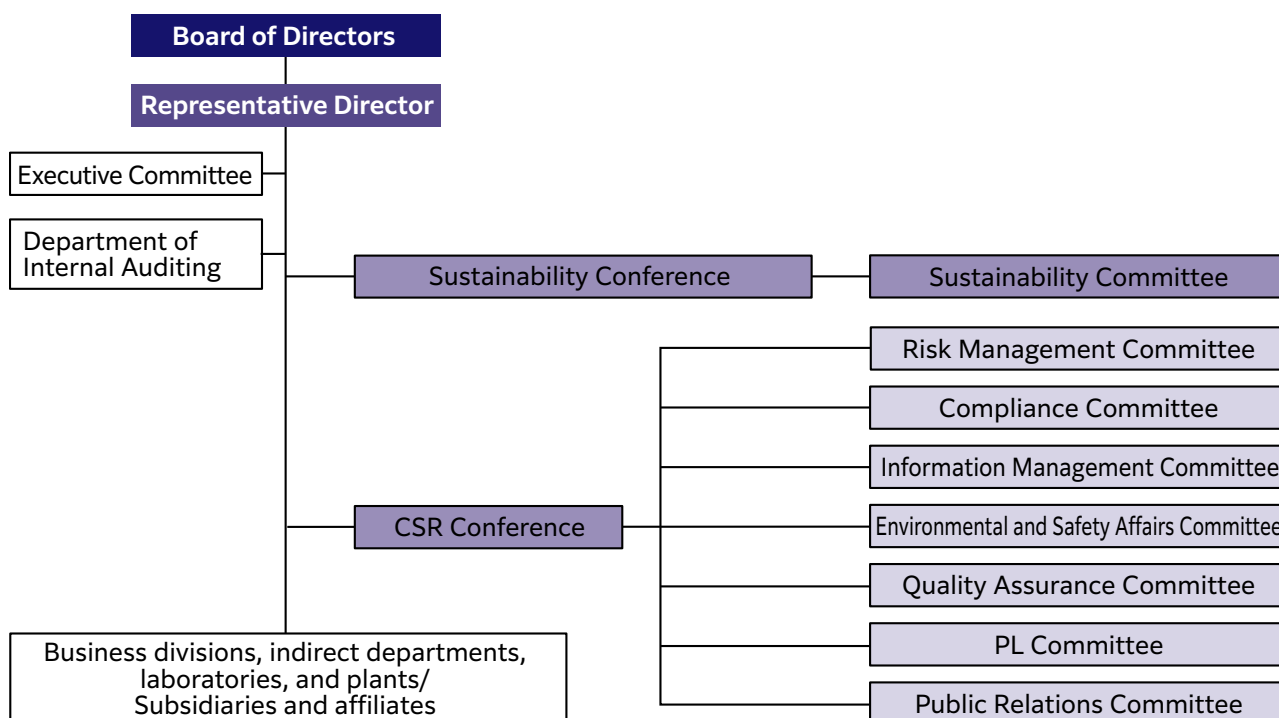 Board of Directors
Representative Director
Executive Committee
Department of
Internal Auditing
Sustainability Conference
Sustainability Committee
Risk Management Committee
Compliance Committee
Information Management Committee
CSR Conference
Environmental and Safety Affairs Committee
Quality Assurance Committee
PL Committee
Public Relations Committee
Business divisions, indirect departments,
laboratories, and plants/
Subsidiaries and affiliates